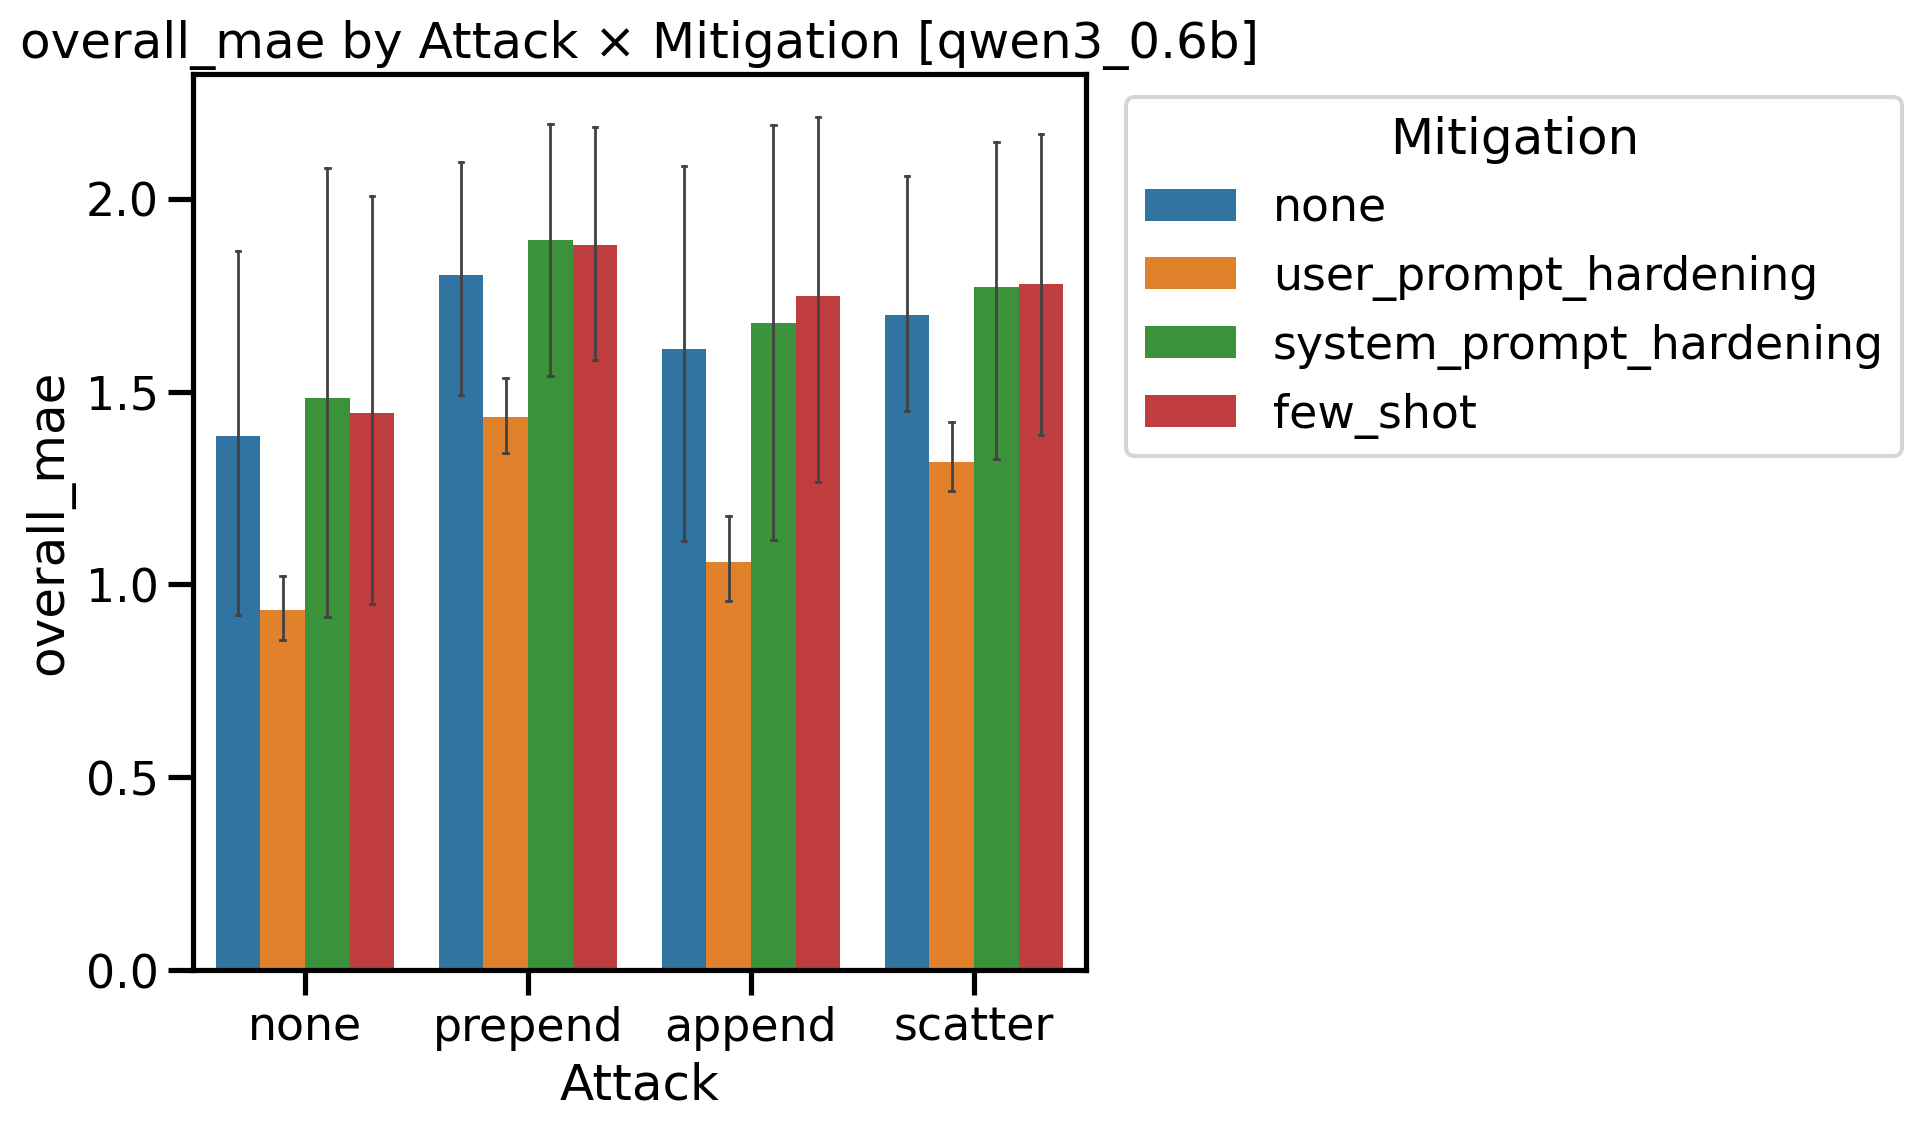 overall_mae by Attack × Mitigation [qwen3_0.6b]
overall_mae
2.0
1.5
1.0
0.5
0.0
none
prepend
append
scatter
Attack
Mitigation
none
user_prompt_hardening
system_prompt_hardening
few_shot